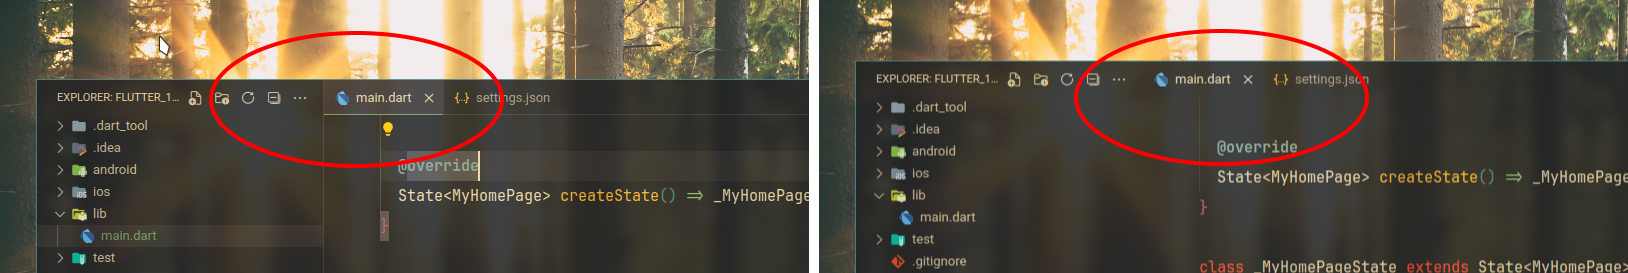 EXPLORER: FLUTTER_1...
main.dart
{..} settings.json
.dart_tool
.idea
android
ios
lib
main.dart
test
@override
State<MyHomePage> createState() => _MyHomePage
}
EXPLORER: FLUTTER_1...
main.dart
{..} settings.json
.dart_tool
.idea
android
ios
lib
main.dart
test
.gitignore
@override
State<MyHomePage> createState() => _MyHomePage
}
class _MyHomePageState extends State<MyHomePage>